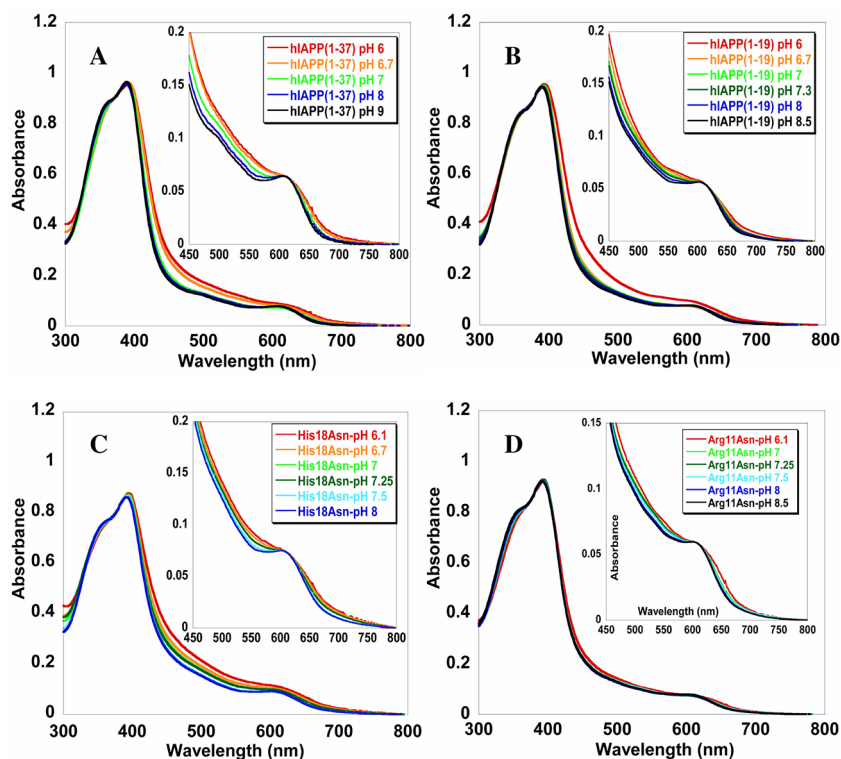 A
hIAPP(1-37) pH 6
hIAPP(1-37) pH 6.7
hIAPP(1-37) pH 7
hIAPP(1-37) pH 8
hIAPP(1-37) pH 9
0.2
0.15
0.1
0.05
0
450 500 550 600 650 700 750 800
1.2
1
0.8
0.6
0.4
0.2
0
Absorbance
300 400 500 600 700 800
Wavelength (nm)
B
hIAPP(1-19) pH 6
hIAPP(1-19) pH 6.7
hIAPP(1-19) pH 7
hIAPP(1-19) pH 7.3
hIAPP(1-19) pH 8
hIAPP(1-19) pH 8.5
0.2
0.15
0.1
0.05
0
450 500 550 600 650 700 750 800
1.2
1
0.8
0.6
0.4
0.2
0
Absorbance
300 400 500 600 700 800
Wavelength (nm)
C
His18Asn-pH 6.1
His18Asn-pH 6.7
His18Asn-pH 7
His18Asn-pH 7.25
His18Asn-pH 7.5
His18Asn-pH 8
0.2
0.15
0.1
0.05
0
450 500 550 600 650 700 750 800
1.2
1
0.8
0.6
0.4
0.2
0
Absorbance
300 400 500 600 700 800
Wavelength (nm)
D
Arg11Asn-pH 6.1
Arg11Asn-pH 7
Arg11Asn-pH 7.25
Arg11Asn-pH 7.5
Arg11Asn-pH 8
Arg11Asn-pH 8.5
0.15
0.1
0.05
0
Absorbance
Wavelength (nm)
450 500 550 600 650 700 750 800
1.2
1
0.8
0.6
0.4
0.2
0
Absorbance
300 400 500 600 700 800
Wavelength (nm)